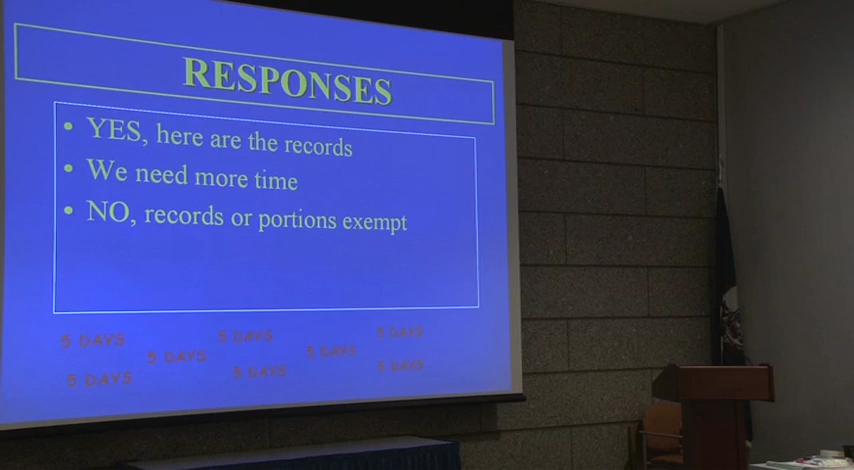 RESPONSES
• YES, here are the records
• We need more time
• NO, records or portions exempt
5 DAYS 5 DAYS 5 DAYS
5 DAYS 5 DAYS
5 DAYS 5 DAYS 5 DAYS